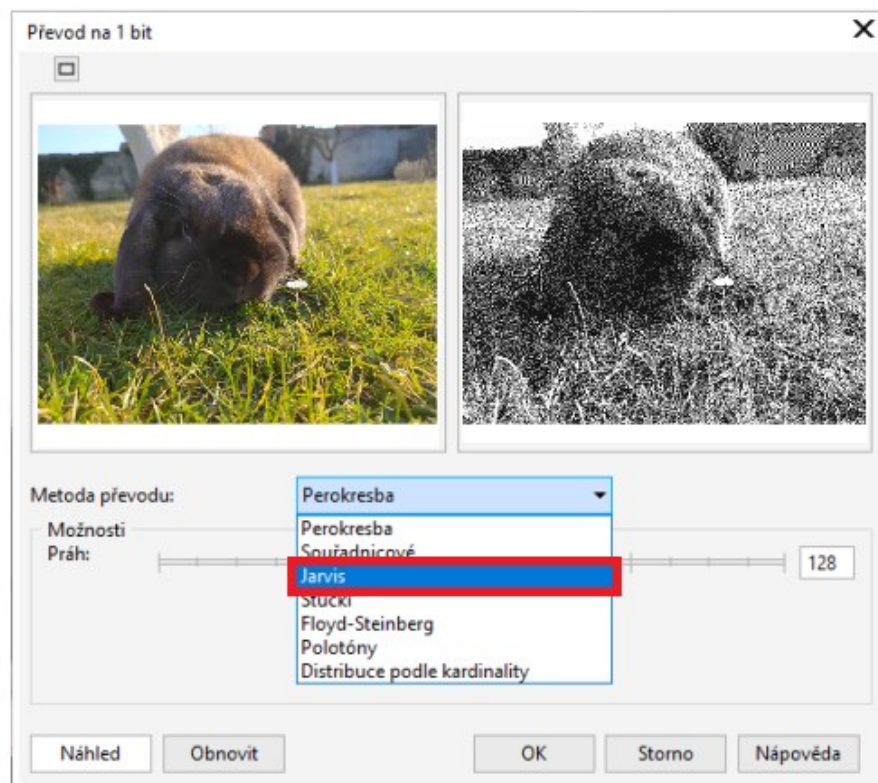 Převod na 1 bit
Metoda převodu:
Perokresba
Možnosti
Práh:
128
Perokresba
Souřadnicové
Jarvis
Stucki
Floyd-Steinberg
Polotóny
Distribuce podle kardinality
Náhled
Obnovit
OK
Storno
Nápověda